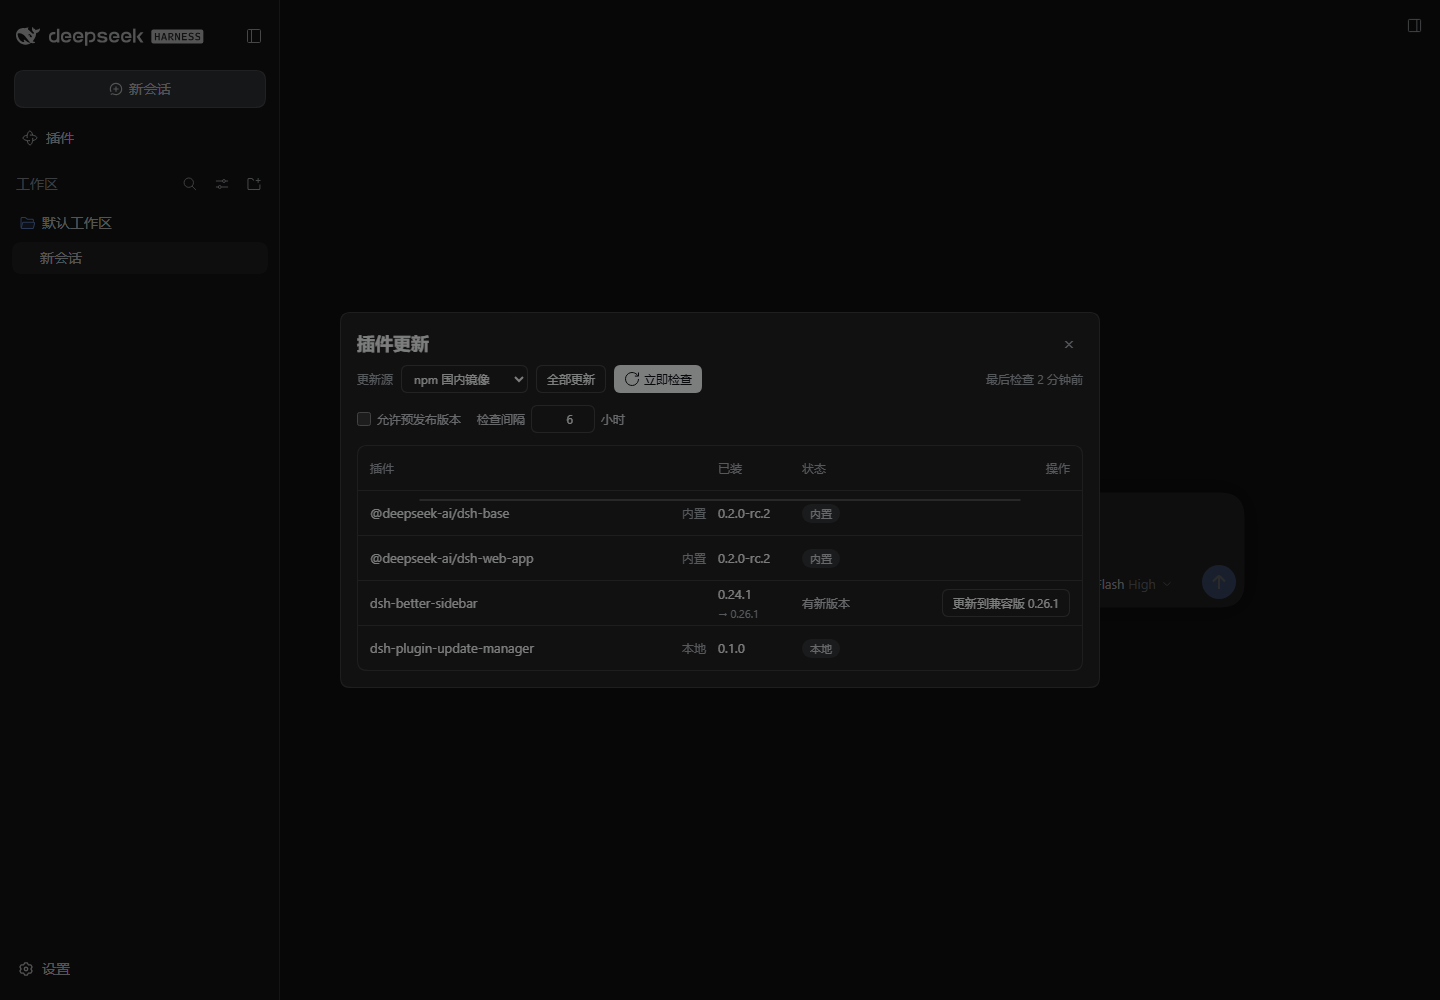 deepseek HARNESS
新会话
插件
工作区
默认工作区
新会话
插件更新
×
更新源 npm 国内镜像 全部更新 立即检查 最后检查 2 分钟前
允许预发布版本 检查间隔 6 小时
插件 已装 状态 操作
@deepseek-ai/dsh-base 内置 0.2.0-rc.2 内置
@deepseek-ai/dsh-web-app 内置 0.2.0-rc.2 内置
dsh-better-sidebar 0.24.1 → 0.26.1 有新版本 更新到兼容版 0.26.1
dsh-plugin-update-manager 本地 0.1.0 本地
Flash High
设置